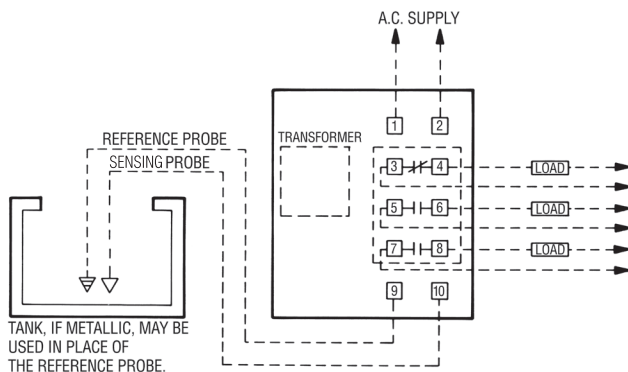 A.C. SUPPLY
1 2
REFERENCE PROBE
TRANSFORMER
SENSING PROBE
3 4 LOAD
5 6 LOAD
7 8 LOAD
9 10
TANK, IF METALLIC, MAY BE
USED IN PLACE OF
THE REFERENCE PROBE.